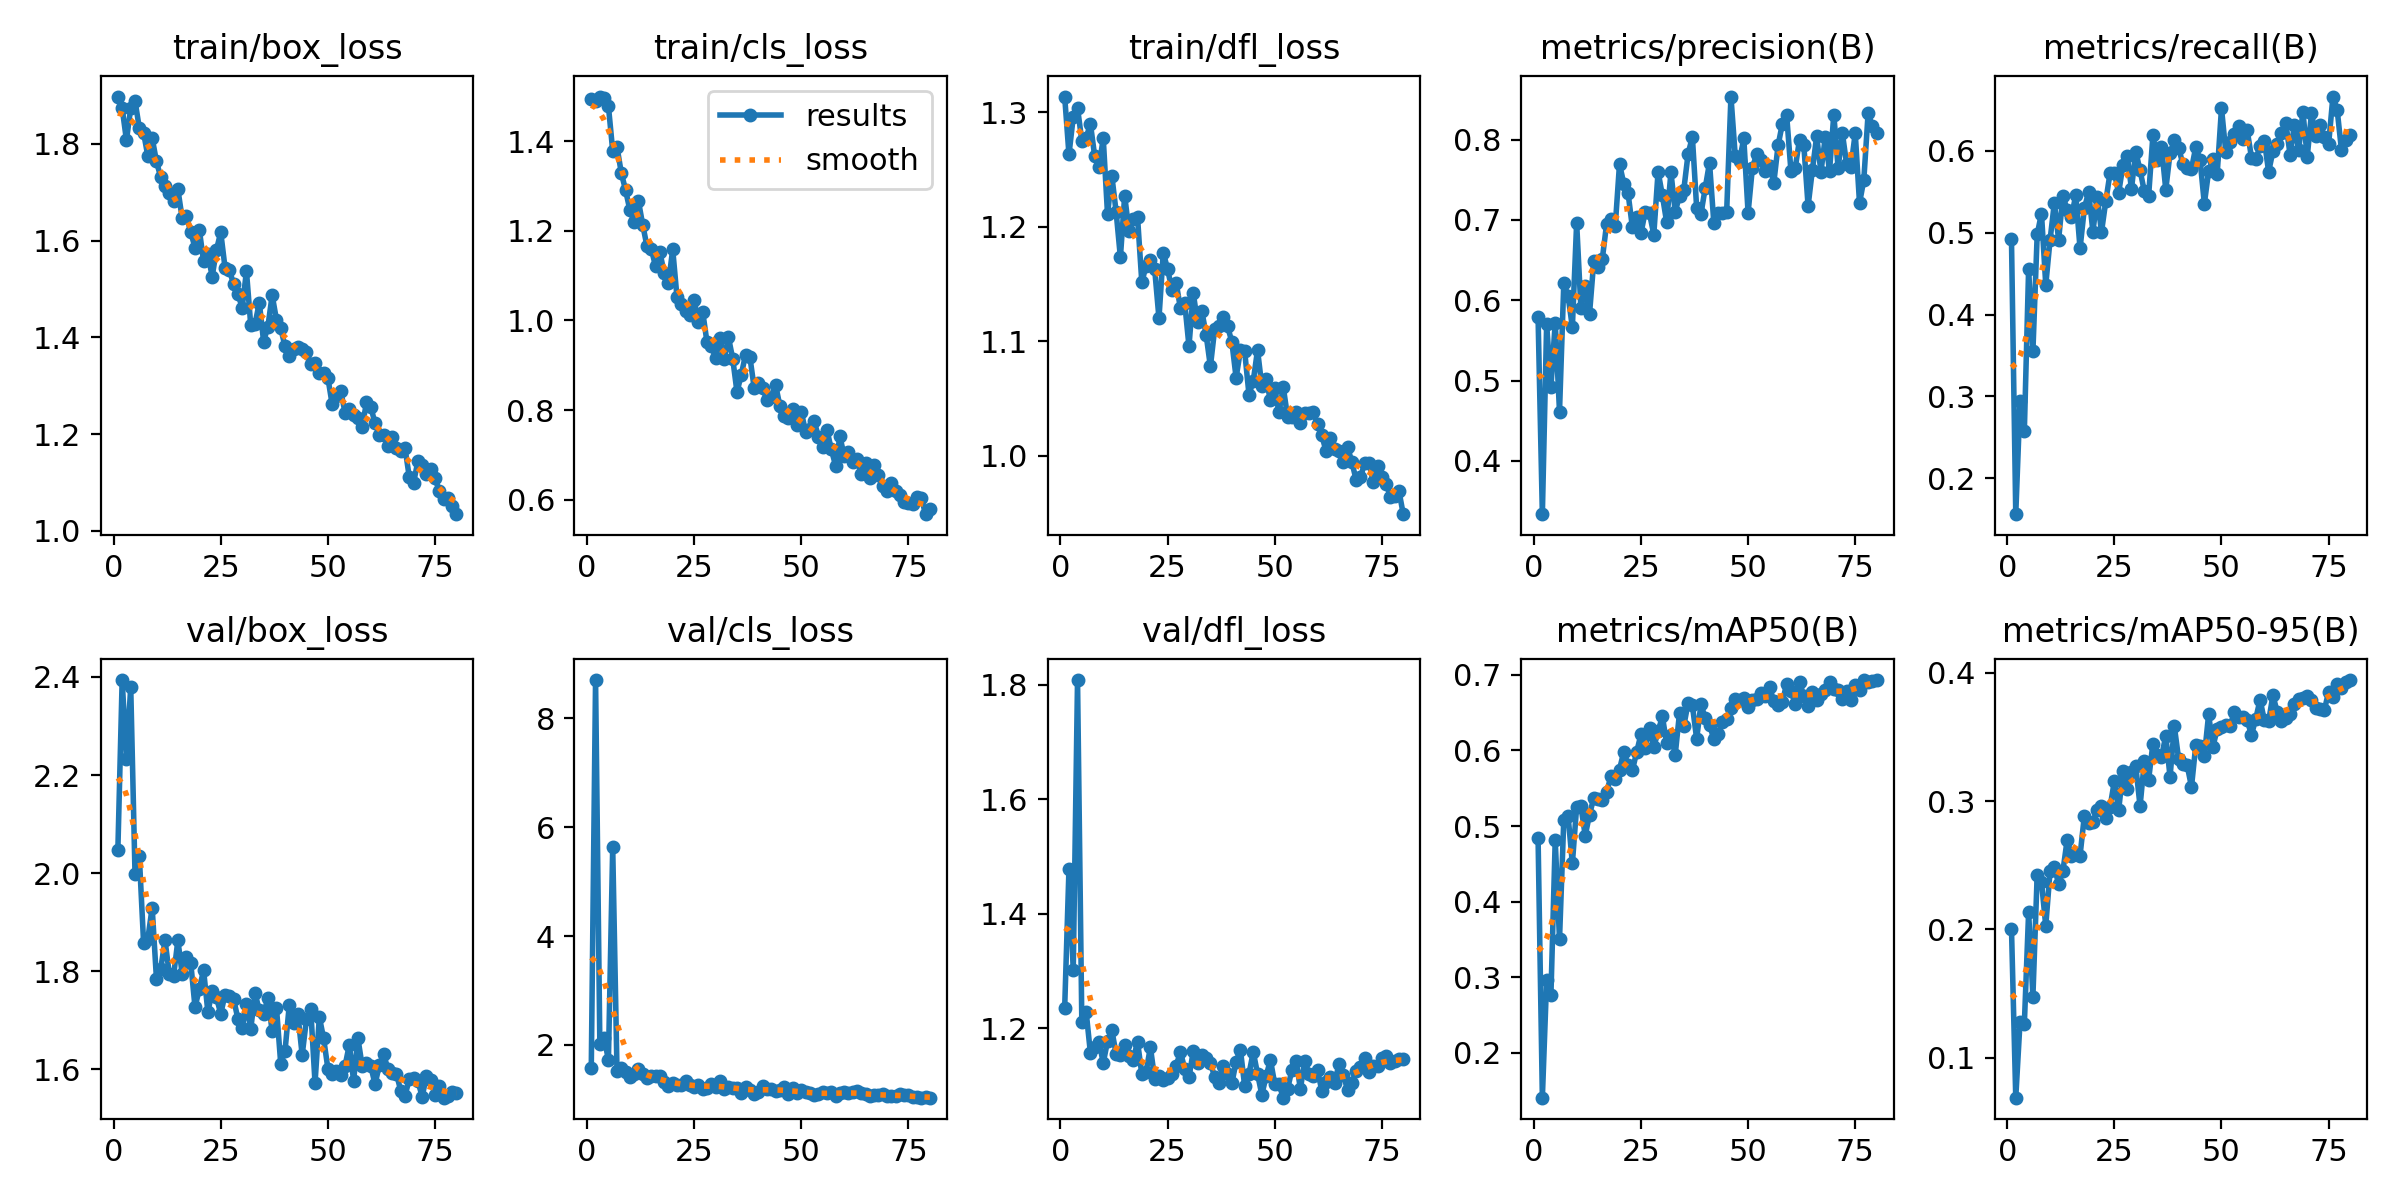 train/box_loss
1.8
1.6
1.4
1.2
1.0
0 25 50 75
train/cls_loss
results
smooth
1.4
1.2
1.0
0.8
0.6
0 25 50 75
train/dfl_loss
1.3
1.2
1.1
1.0
0 25 50 75
metrics/precision(B)
0.8
0.7
0.6
0.5
0.4
0 25 50 75
metrics/recall(B)
0.6
0.5
0.4
0.3
0.2
0 25 50 75
val/box_loss
2.4
2.2
2.0
1.8
1.6
0 25 50 75
val/cls_loss
8
6
4
2
0 25 50 75
val/dfl_loss
1.8
1.6
1.4
1.2
0 25 50 75
metrics/mAP50(B)
0.7
0.6
0.5
0.4
0.3
0.2
0 25 50 75
metrics/mAP50-95(B)
0.4
0.3
0.2
0.1
0 25 50 75